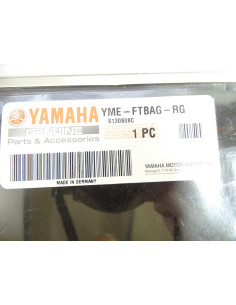 YAMAHA YME-FTBAG-RG
GENUINE
Parts & Accessories
1 PC
MADE IN GERMANY
YAMAHA MOTOR